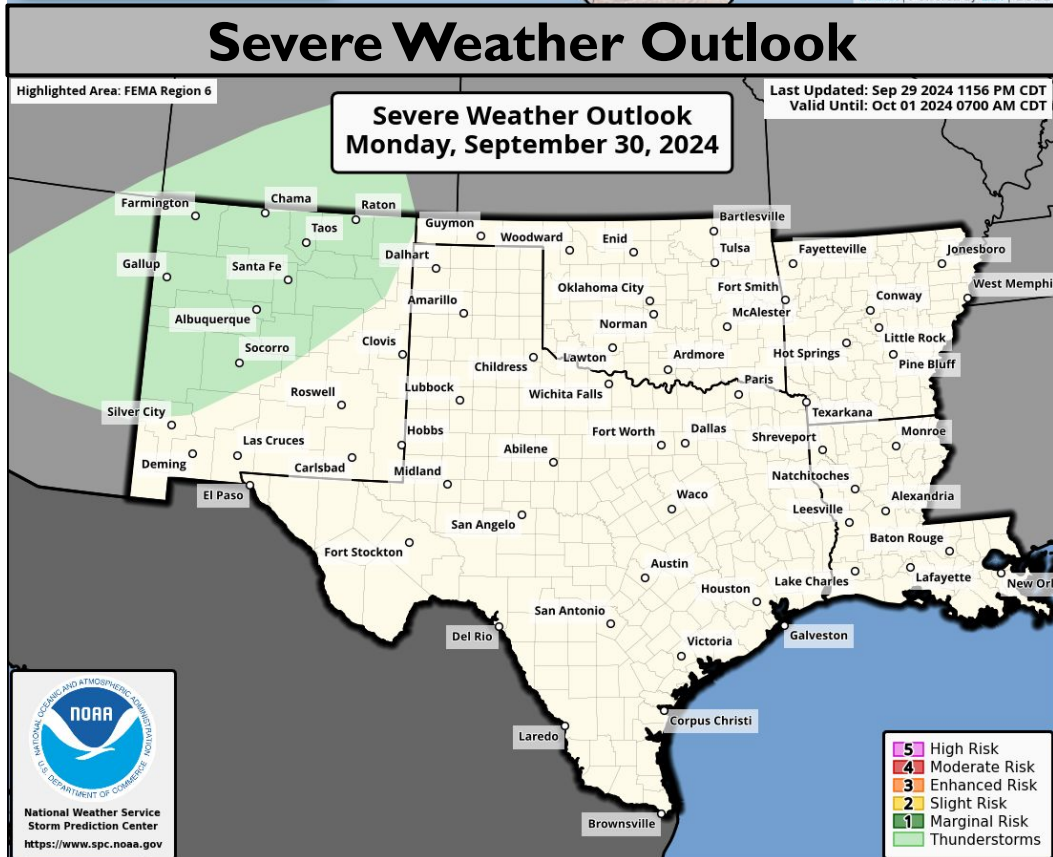 Severe Weather Outlook
Highlighted Area: FEMA Region 6
Last Updated: Sep 29 2024 1156 PM CDT
Valid Until: Oct 01 2024 0700 AM CDT
Severe Weather Outlook
Monday, September 30, 2024
Farmington
Chama
Raton
Taos
Guymon
Woodward
Enid
Bartlesville
Tulsa
Fayetteville
Jonesboro
Gallup
Santa Fe
Dalhart
West Memphi
Albuquerque
Amarillo
Oklahoma City
Fort Smith
Conway
Norman
McAlester
Little Rock
Socorro
Clovis
Childress
Lawton
Ardmore
Hot Springs
Pine Bluff
Roswell
Lubbock
Wichita Falls
Paris
Silver City
Texarkana
Las Cruces
Hobbs
Abilene
Fort Worth
Dallas
Shreveport
Monroe
Deming
Carlsbad
Midland
Natchitoches
El Paso
Waco
Alexandria
San Angelo
Leesville
Fort Stockton
Baton Rouge
Austin
Houston
Lake Charles
Lafayette
New Orl
San Antonio
Del Rio
Victoria
Galveston
Laredo
Corpus Christi
Brownsville
NATIONAL OCEANIC AND ATMOSPHERIC ADMINISTRATION
NOAA
U.S. DEPARTMENT OF COMMERCE
National Weather Service
Storm Prediction Center
https://www.spc.noaa.gov
5 High Risk
4 Moderate Risk
3 Enhanced Risk
2 Slight Risk
1 Marginal Risk
Thunderstorms